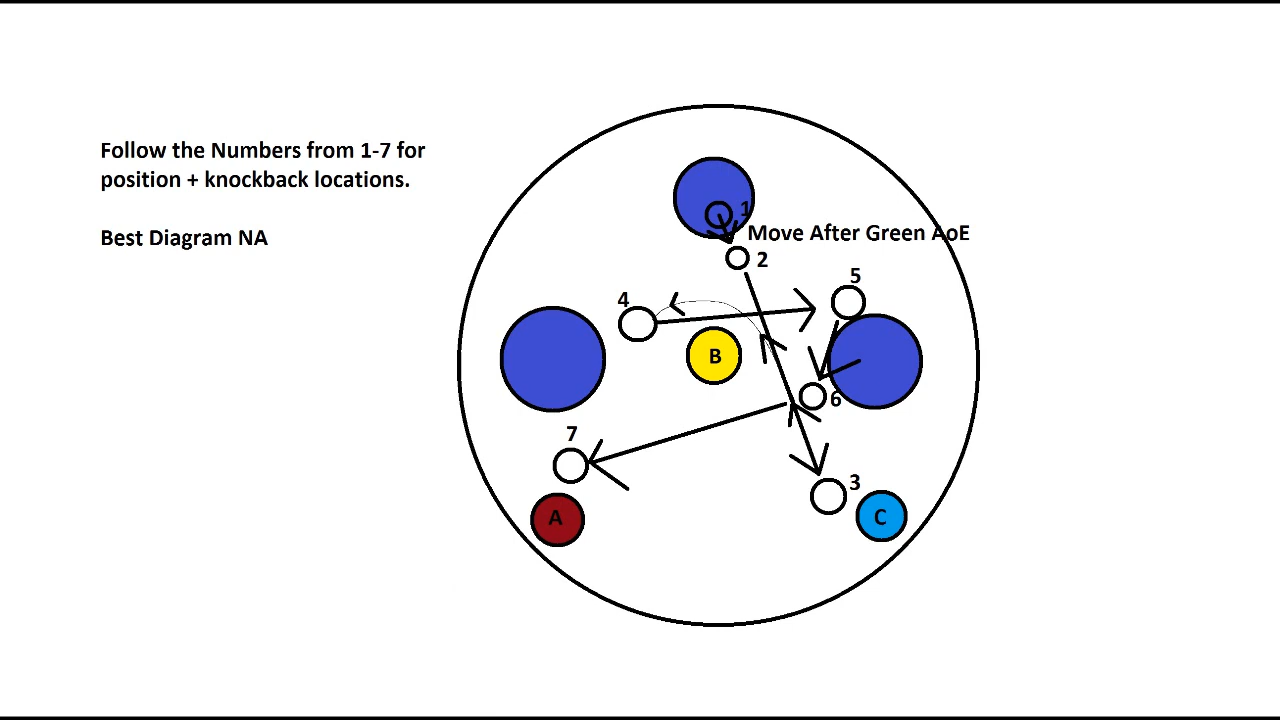 Follow the Numbers from 1-7 for
position + knockback locations.
Best Diagram NA
1
Move After Green AoE
2
5
4
B
6
7
3
A
C